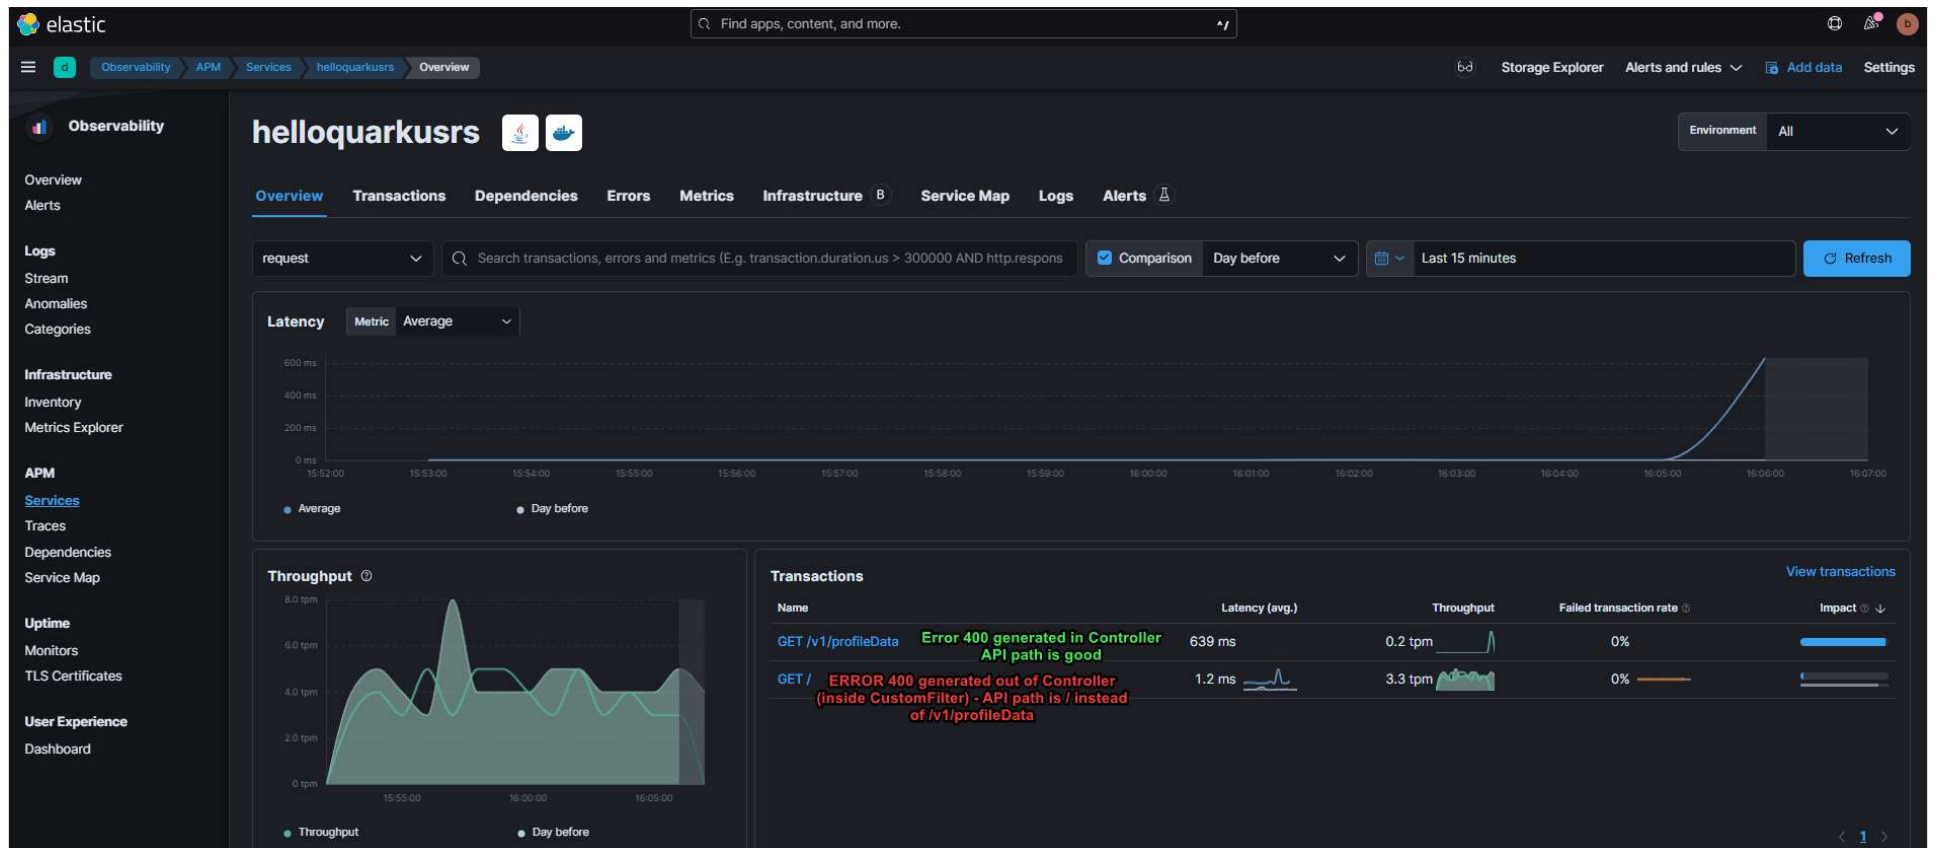 elastic
Find apps, content, and more.
^/
b
d
Observability
APM
Services
helloquarkusrs
Overview
Storage Explorer
Alerts and rules
Add data
Settings
Observability
Overview
Alerts
Logs
Stream
Anomalies
Categories
Infrastructure
Inventory
Metrics Explorer
APM
Services
Traces
Dependencies
Service Map
Uptime
Monitors
TLS Certificates
User Experience
Dashboard
helloquarkusrs
Environment All
Overview Transactions Dependencies Errors Metrics Infrastructure B Service Map Logs Alerts
request
Search transactions, errors and metrics (E.g. transaction.duration.us > 300000 AND http.respons
Comparison Day before
Last 15 minutes
Refresh
Latency Metric Average
600 ms
400 ms
200 ms
0 ms
15:52:00 15:53:00 15:54:00 15:55:00 15:56:00 15:57:00 15:58:00 15:59:00 16:00:00 16:01:00 16:02:00 16:03:00 16:04:00 16:05:00 16:06:00 16:07:00
Average Day before
Throughput
8.0 tpm
6.0 tpm
4.0 tpm
2.0 tpm
0 tpm
15:55:00 16:00:00 16:05:00
Throughput Day before
Transactions
View transactions
Name Latency (avg.) Throughput Failed transaction rate Impact
GET /v1/profileData
Error 400 generated in Controller
API path is good
639 ms 0.2 tpm 0%
GET /
ERROR 400 generated out of Controller
(inside CustomFilter) - API path is / instead
of /v1/profileData
1.2 ms 3.3 tpm 0%
< 1 >